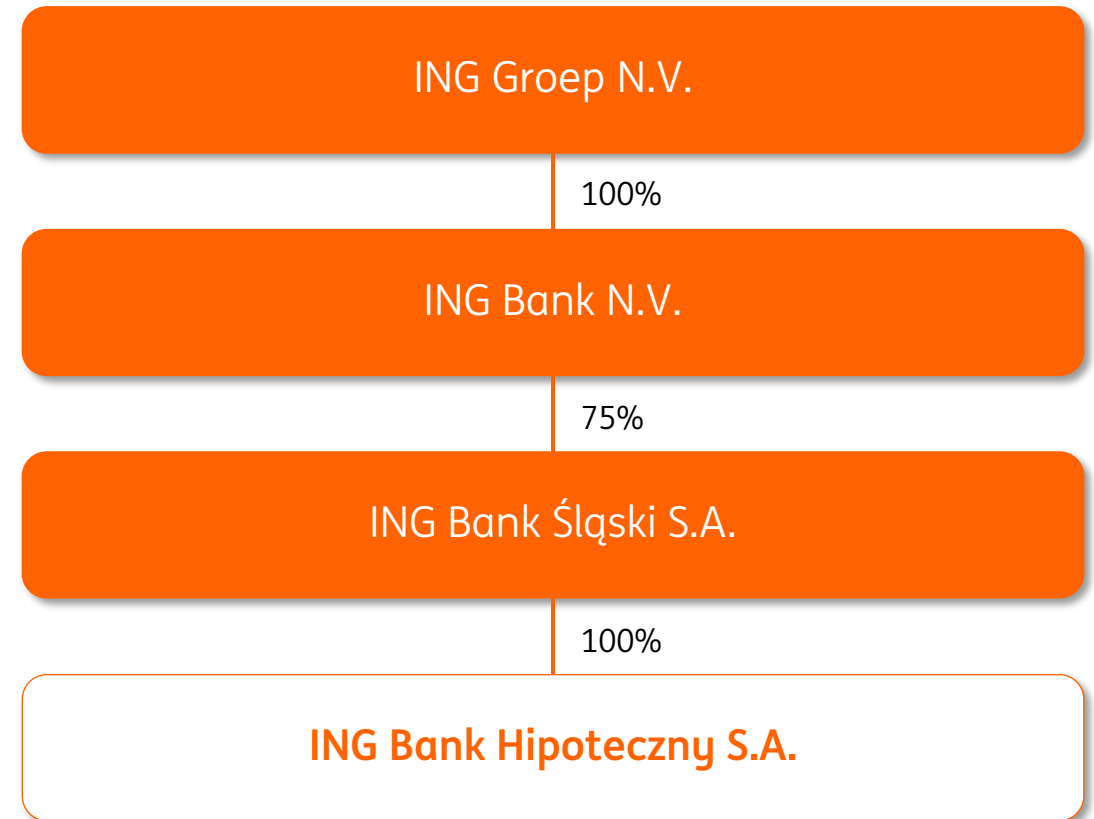 ING Groep N.V.
100%
ING Bank N.V.
75%
ING Bank Śląski S.A.
100%
ING Bank Hipoteczny S.A.